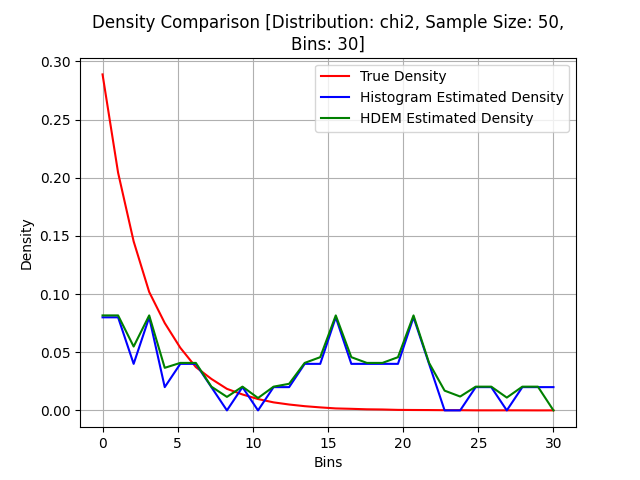 Density Comparison [Distribution: chi2, Sample Size: 50,
Bins: 30]
True Density
Histogram Estimated Density
HDEM Estimated Density
Density
0.30
0.25
0.20
0.15
0.10
0.05
0.00
0 5 10 15 20 25 30
Bins